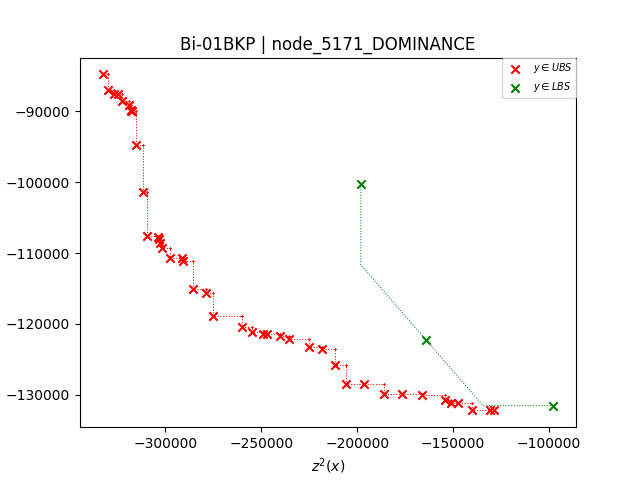 Bi-01BKP | node_5171_DOMINANCE
y ∈ UBS
y ∈ LBS
−90000
−100000
−110000
−120000
−130000
−300000 −250000 −200000 −150000 −100000
z²(x)